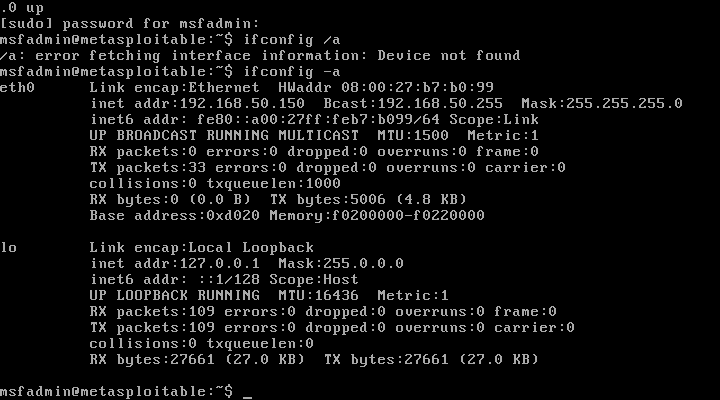 .0 up
[sudo] password for msfadmin:
msfadmin@metasploitable:~$ ifconfig /a
/a: error fetching interface information: Device not found
msfadmin@metasploitable:~$ ifconfig -a
eth0      Link encap:Ethernet  HWaddr 08:00:27:b7:b0:99
          inet addr:192.168.50.150  Bcast:192.168.50.255  Mask:255.255.255.0
          inet6 addr: fe80::a00:27ff:feb7:b099/64 Scope:Link
          UP BROADCAST RUNNING MULTICAST  MTU:1500  Metric:1
          RX packets:0 errors:0 dropped:0 overruns:0 frame:0
          TX packets:33 errors:0 dropped:0 overruns:0 carrier:0
          collisions:0 txqueuelen:1000
          RX bytes:0 (0.0 B)  TX bytes:5006 (4.8 KB)
          Base address:0xd020 Memory:f0200000-f0220000
lo        Link encap:Local Loopback
          inet addr:127.0.0.1  Mask:255.0.0.0
          inet6 addr: ::1/128 Scope:Host
          UP LOOPBACK RUNNING  MTU:16436  Metric:1
          RX packets:109 errors:0 dropped:0 overruns:0 frame:0
          TX packets:109 errors:0 dropped:0 overruns:0 carrier:0
          collisions:0 txqueuelen:0
          RX bytes:27661 (27.0 KB)  TX bytes:27661 (27.0 KB)
msfadmin@metasploitable:~$ _